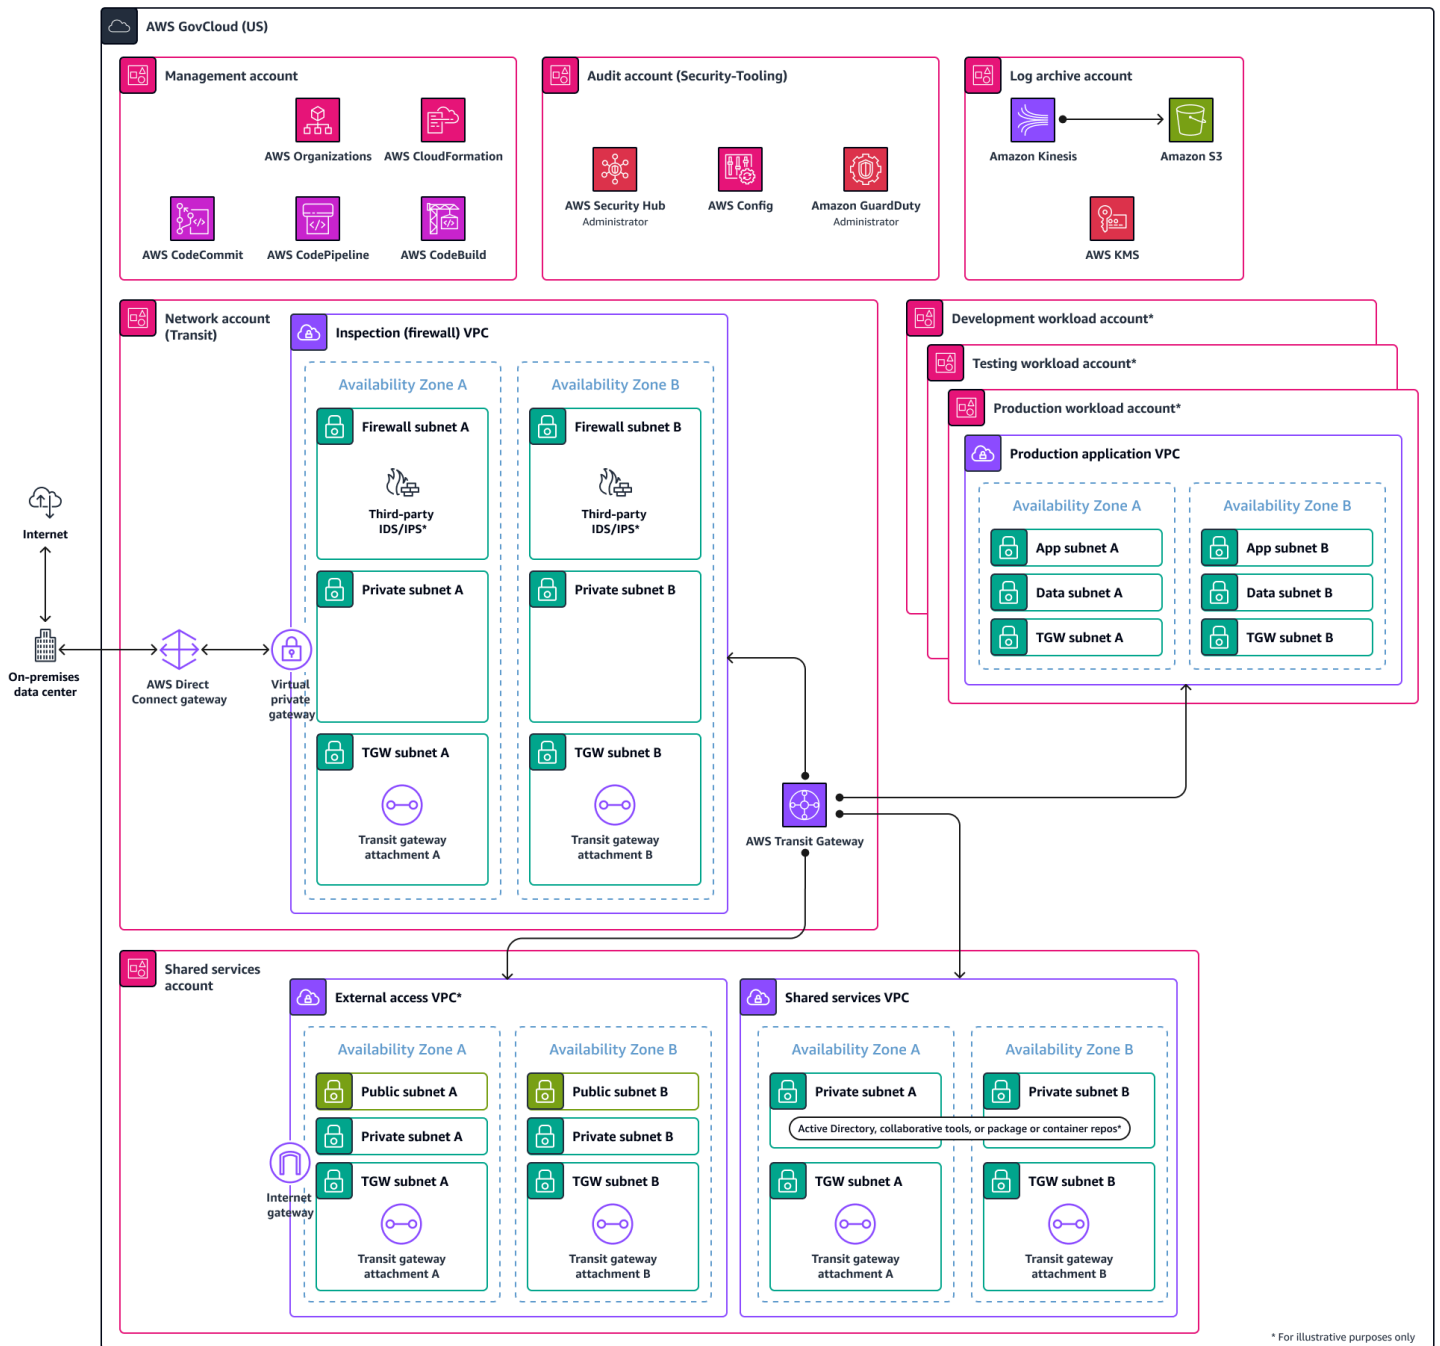 AWS GovCloud (US)
Management account
AWS Organizations
AWS CloudFormation
AWS CodeCommit
AWS CodePipeline
AWS CodeBuild
Audit account (Security-Tooling)
AWS Security Hub
Administrator
AWS Config
Amazon GuardDuty
Administrator
Log archive account
Amazon Kinesis
Amazon S3
AWS KMS
Internet
On-premises
data center
AWS Direct
Connect gateway
Virtual
private
gateway
Network account
(Transit)
Inspection (firewall) VPC
Availability Zone A
Firewall subnet A
Third-party
IDS/IPS*
Private subnet A
TGW subnet A
Transit gateway
attachment A
Availability Zone B
Firewall subnet B
Third-party
IDS/IPS*
Private subnet B
TGW subnet B
Transit gateway
attachment B
AWS Transit Gateway
Development workload account*
Testing workload account*
Production workload account*
Production application VPC
Availability Zone A
App subnet A
Data subnet A
TGW subnet A
Availability Zone B
App subnet B
Data subnet B
TGW subnet B
Shared services
account
External access VPC*
Internet
gateway
Availability Zone A
Public subnet A
Private subnet A
TGW subnet A
Transit gateway
attachment A
Availability Zone B
Public subnet B
Private subnet B
TGW subnet B
Transit gateway
attachment B
Shared services VPC
Availability Zone A
Private subnet A
Availability Zone B
Private subnet B
Active Directory, collaborative tools, or package or container repos*
TGW subnet A
Transit gateway
attachment A
TGW subnet B
Transit gateway
attachment B
* For illustrative purposes only